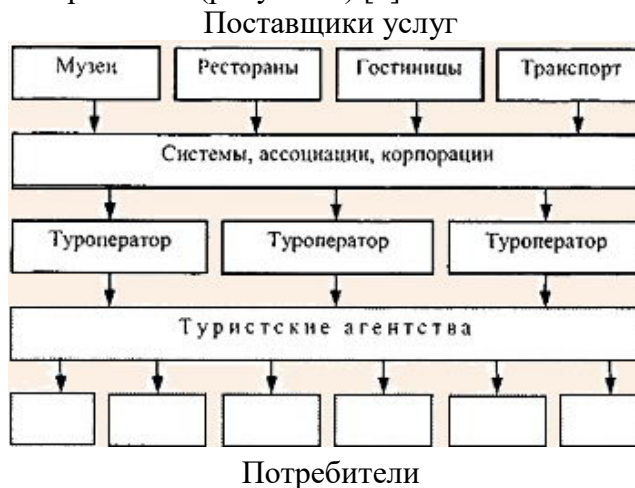 Поставщики услуг
Музеи Рестораны Гостиницы Транспорт
Системы, ассоциации, корпорации
Туроператор Туроператор Туроператор
Туристские агентства
Потребители